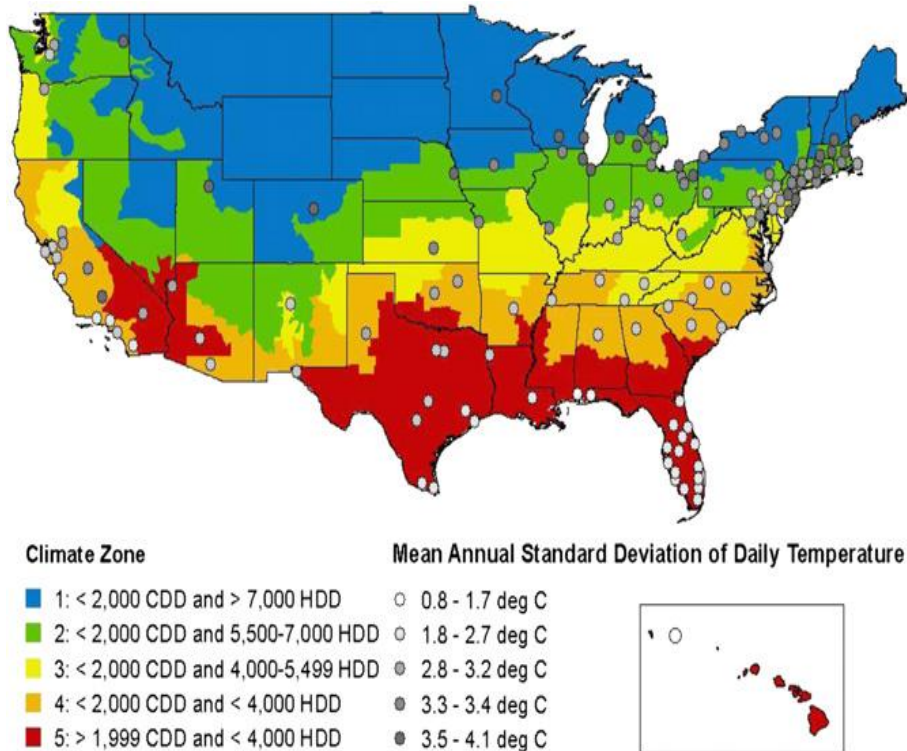 Climate Zone
1: < 2,000 CDD and > 7,000 HDD
2: < 2,000 CDD and 5,500-7,000 HDD
3: < 2,000 CDD and 4,000-5,499 HDD
4: < 2,000 CDD and < 4,000 HDD
5: > 1,999 CDD and < 4,000 HDD
Mean Annual Standard Deviation of Daily Temperature
0.8 - 1.7 deg C
1.8 - 2.7 deg C
2.8 - 3.2 deg C
3.3 - 3.4 deg C
3.5 - 4.1 deg C